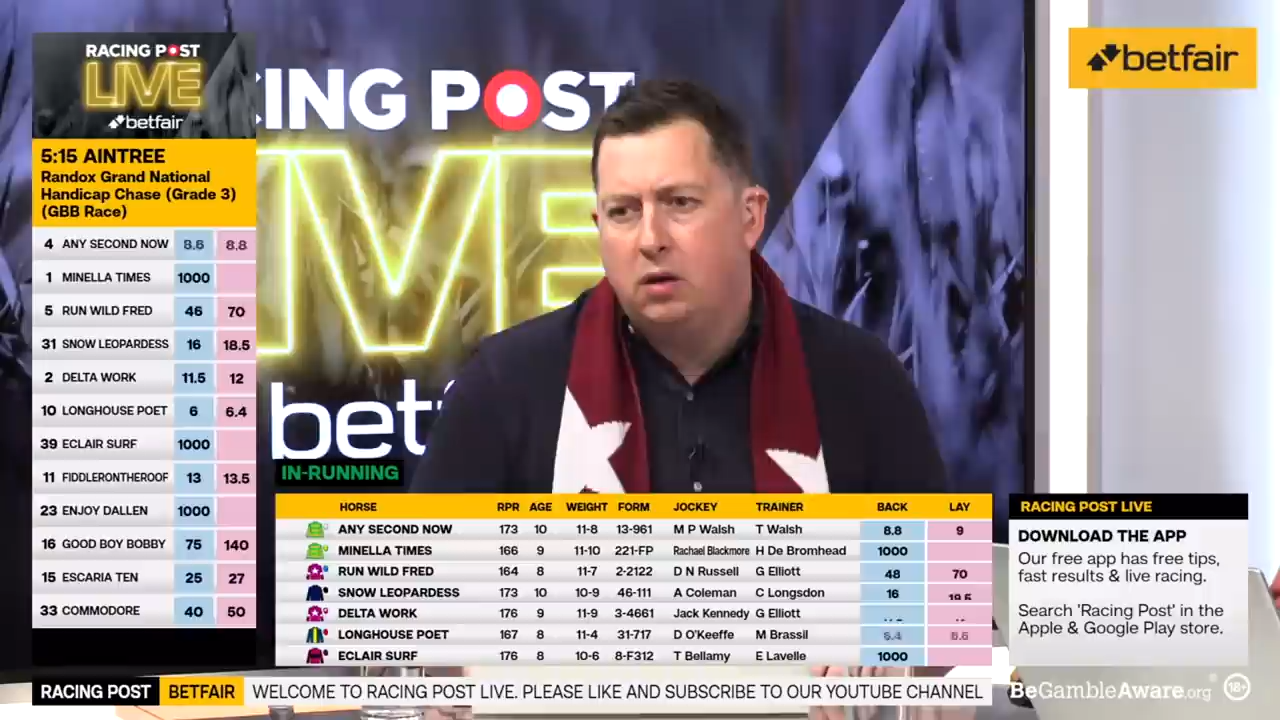 RACING POST
LIVE
betfair
5:15 AINTREE
Randox Grand National
Handicap Chase (Grade 3)
(GBB Race)
4 ANY SECOND NOW 8.6 8.8
1 MINELLA TIMES 1000
5 RUN WILD FRED 46 70
31 SNOW LEOPARDESS 16 18.5
2 DELTA WORK 11.5 12
10 LONGHOUSE POET 6 6.4
39 ECLAIR SURF 1000
11 FIDDLERONTHEROOF 13 13.5
23 ENJOY DALLEN 1000
16 GOOD BOY BOBBY 75 140
15 ESCARIA TEN 25 27
33 COMMODORE 40 50
CING POST
IVE
bet
betfair
IN-RUNNING
HORSE RPR AGE WEIGHT FORM JOCKEY TRAINER BACK LAY
ANY SECOND NOW 173 10 11-8 13-961 M P Walsh T Walsh 8.8 9
MINELLA TIMES 166 9 11-10 221-FP Rachael Blackmore H De Bromhead 1000
RUN WILD FRED 164 8 11-7 2-2122 D N Russell G Elliott 48 70
SNOW LEOPARDESS 173 10 10-9 46-111 A Coleman C Longsdon 16
DELTA WORK 176 9 11-9 3-4661 Jack Kennedy G Elliott
LONGHOUSE POET 167 8 11-4 31-717 D O'Keeffe M Brassil
ECLAIR SURF 176 8 10-6 8-F312 T Bellamy E Lavelle 1000
RACING POST LIVE
DOWNLOAD THE APP
Our free app has free tips,
fast results & live racing.
Search 'Racing Post' in the
Apple & Google Play store.
RACING POST BETFAIR WELCOME TO RACING POST LIVE. PLEASE LIKE AND SUBSCRIBE TO OUR YOUTUBE CHANNEL
BeGambleAware.org 18+